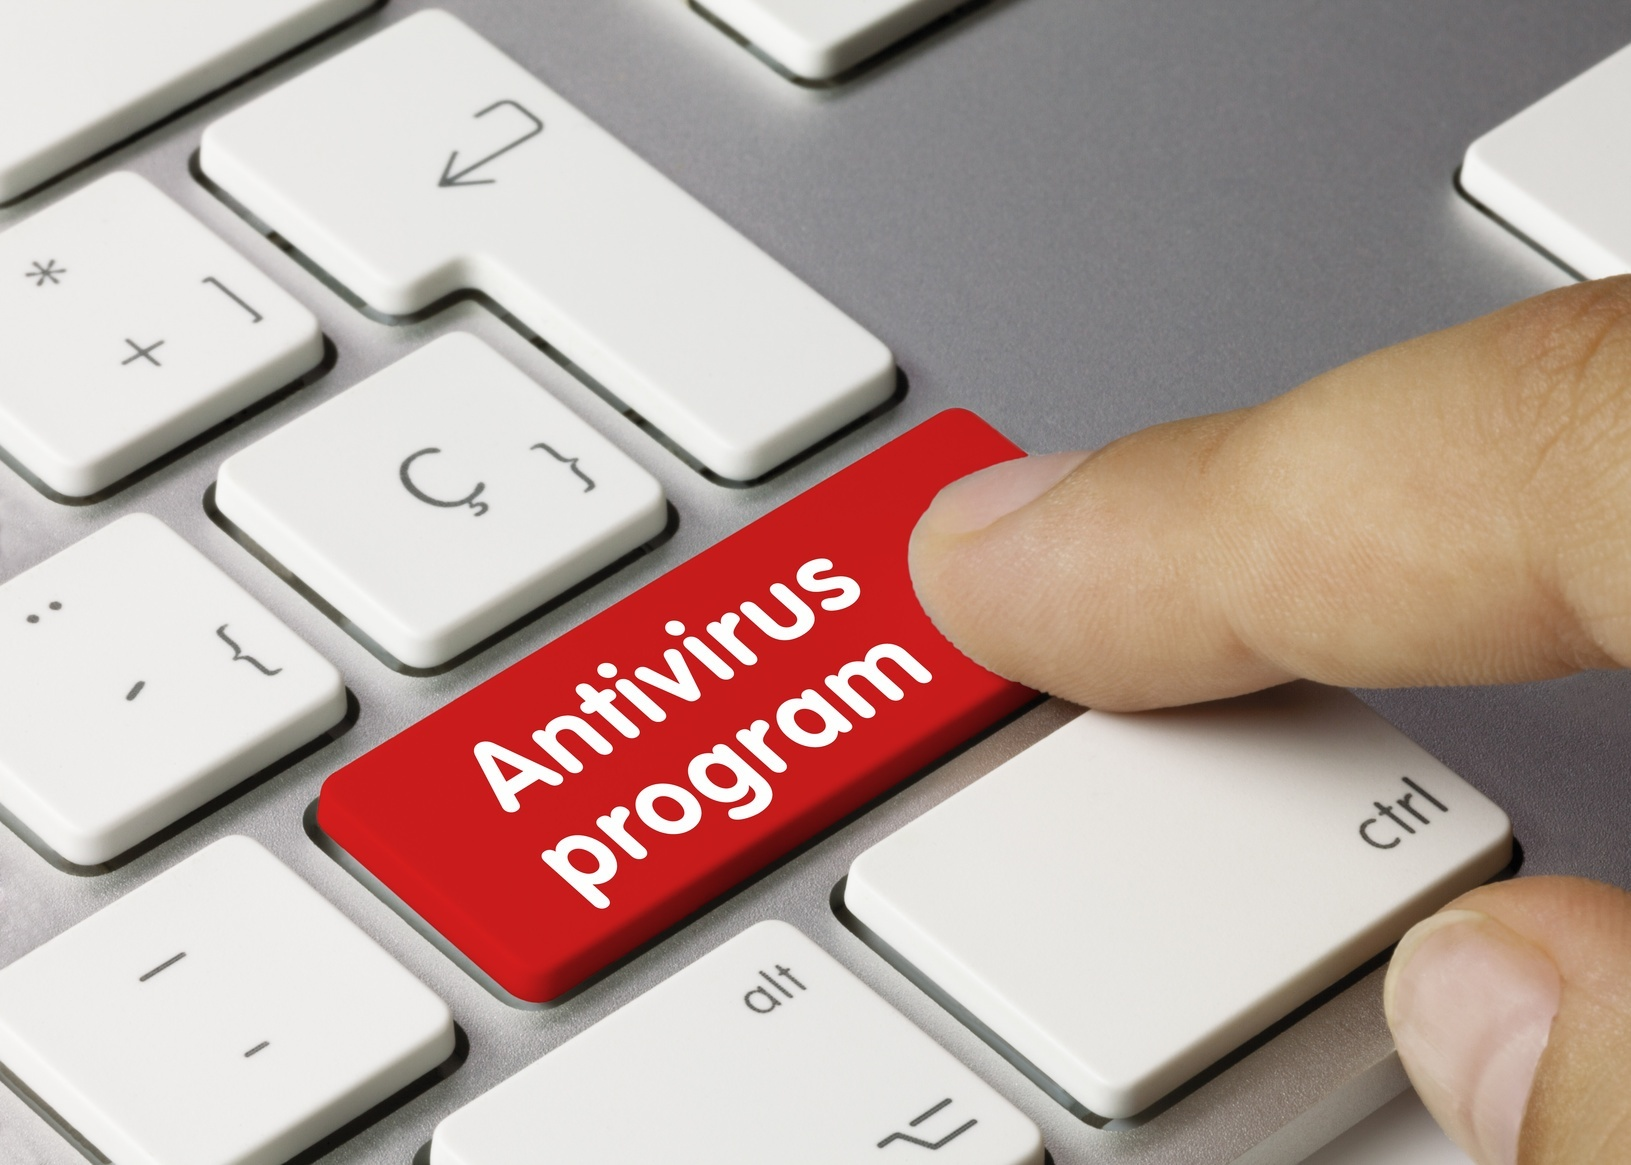 *
+ ]
Ç }
¨
´ {
Antivirus
program
_
-
ctrl
alt